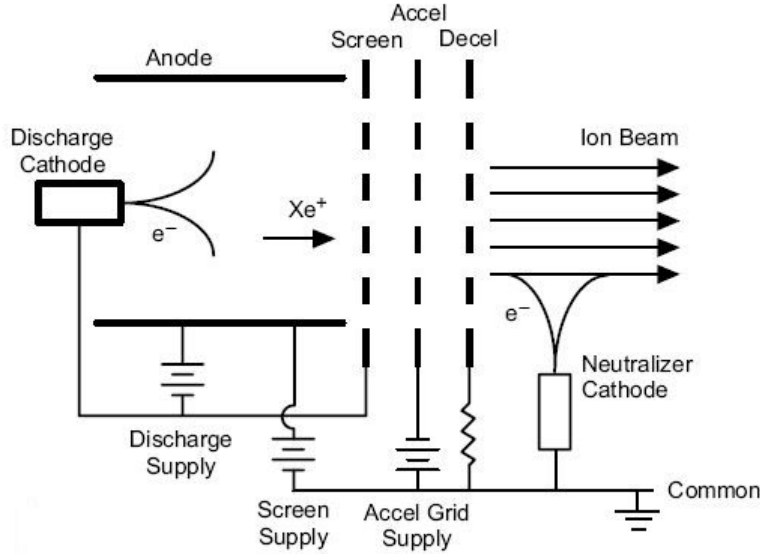 Accel
Screen
Decel
Anode
Discharge
Cathode
Ion Beam
Xe⁺
e⁻
e⁻
Neutralizer
Cathode
Discharge
Supply
Screen
Supply
Accel Grid
Supply
Common